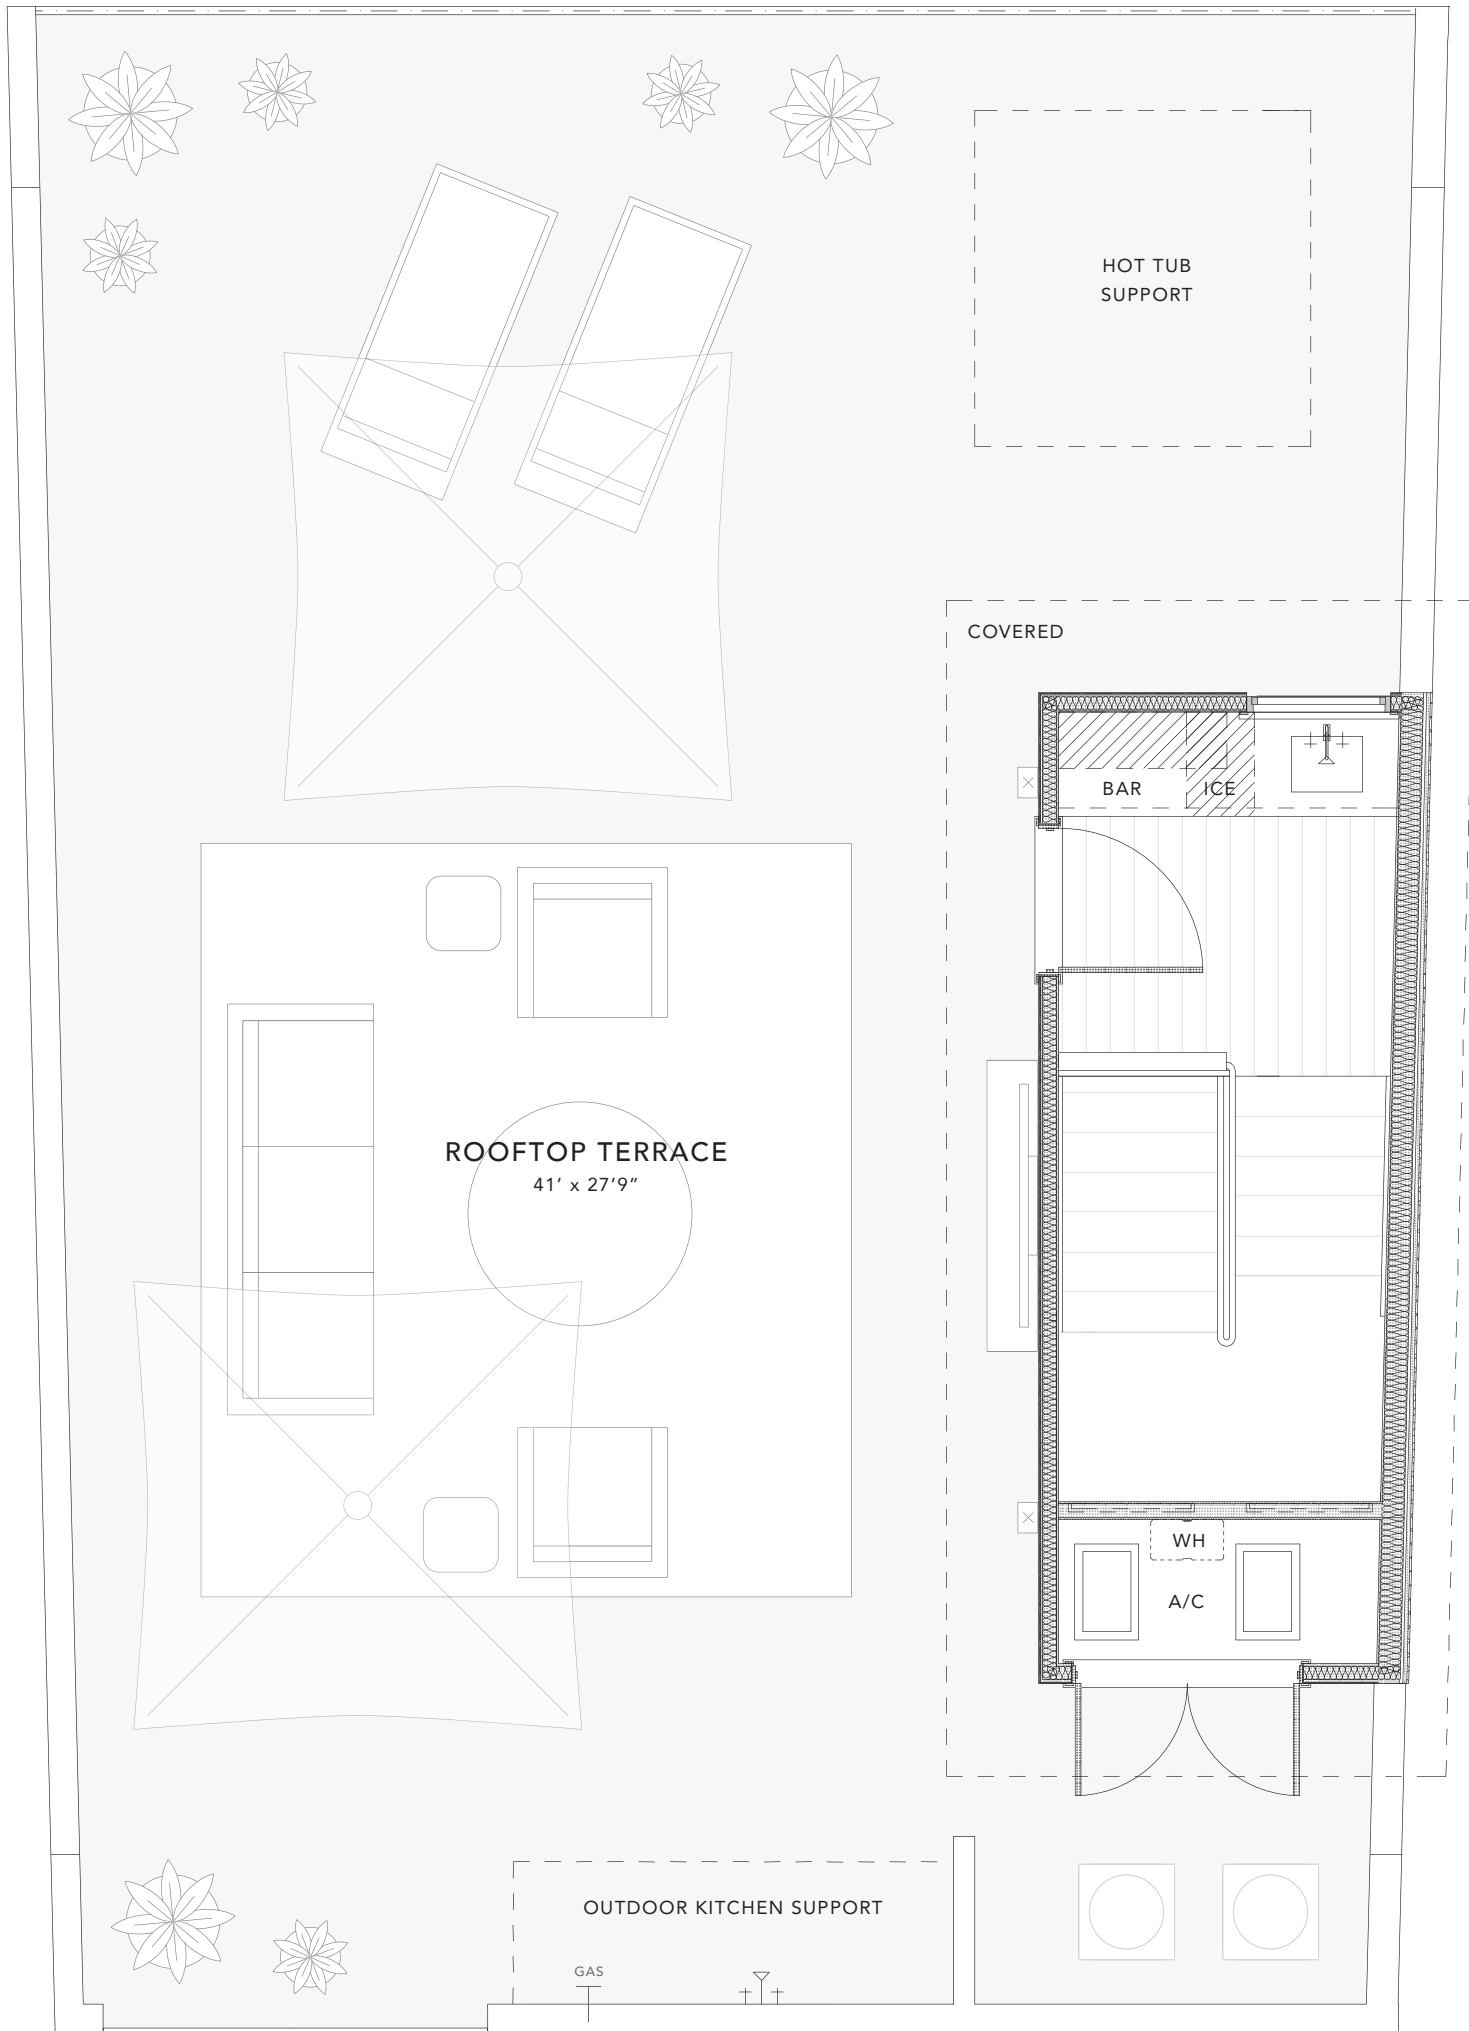 HOT TUB
SUPPORT
COVERED
BAR
ICE
ROOFTOP TERRACE
41’ x 27’9”
WH
A/C
OUTDOOR KITCHEN SUPPORT
GAS